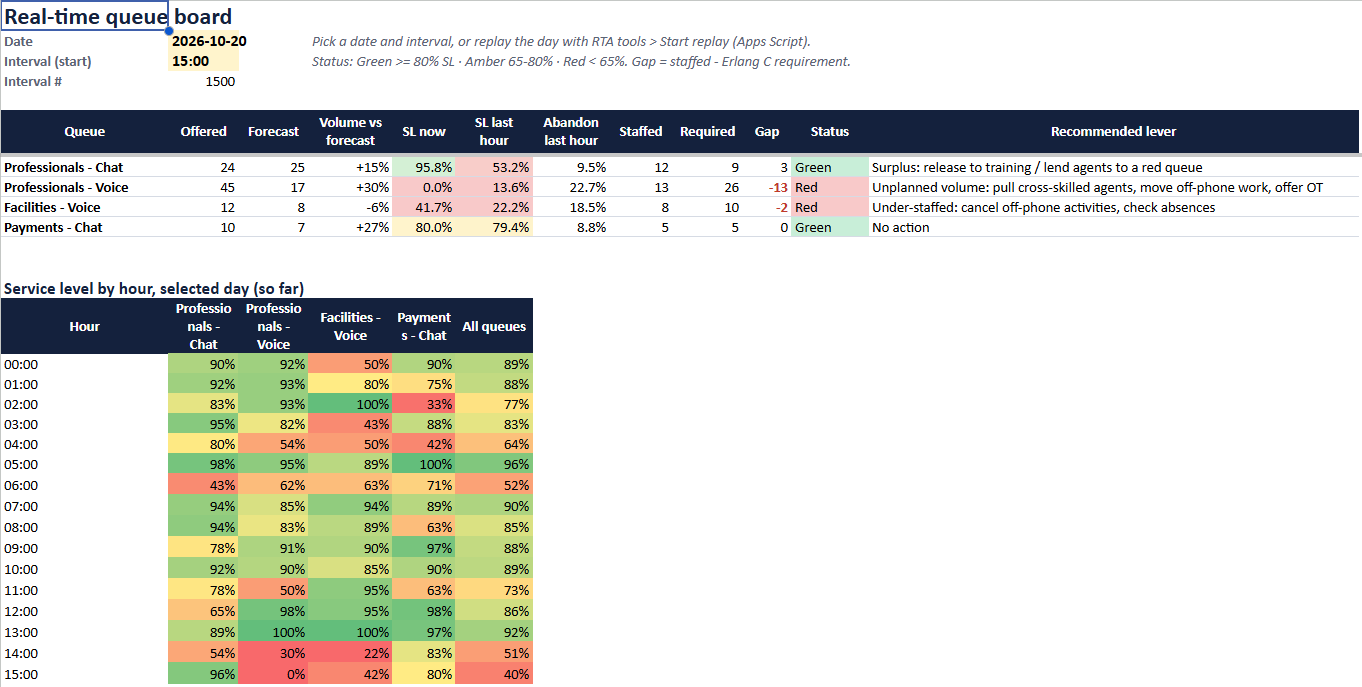 Real-time queue board
Date 2026-10-20 Pick a date and interval, or replay the day with RTA tools > Start replay (Apps Script).
Interval (start) 15:00 Status: Green >= 80% SL · Amber 65-80% · Red < 65%. Gap = staffed - Erlang C requirement.
Interval # 1500
Queue Offered Forecast Volume vs forecast SL now SL last hour Abandon last hour Staffed Required Gap Status Recommended lever
Professionals - Chat 24 25 +15% 95.8% 53.2% 9.5% 12 9 3 Green Surplus: release to training / lend agents to a red queue
Professionals - Voice 45 17 +30% 0.0% 13.6% 22.7% 13 26 -13 Red Unplanned volume: pull cross-skilled agents, move off-phone work, offer OT
Facilities - Voice 12 8 -6% 41.7% 22.2% 18.5% 8 10 -2 Red Under-staffed: cancel off-phone activities, check absences
Payments - Chat 10 7 +27% 80.0% 79.4% 8.8% 5 5 0 Green No action
Service level by hour, selected day (so far)
Hour Professionals - Chat Professionals - Voice Facilities - Voice Payments - Chat All queues
00:00 90% 92% 50% 90% 89%
01:00 92% 93% 80% 75% 88%
02:00 83% 93% 100% 33% 77%
03:00 95% 82% 43% 88% 83%
04:00 80% 54% 50% 42% 64%
05:00 98% 95% 89% 100% 96%
06:00 43% 62% 63% 71% 52%
07:00 94% 85% 94% 89% 90%
08:00 94% 83% 89% 63% 85%
09:00 78% 91% 90% 97% 88%
10:00 92% 90% 85% 90% 89%
11:00 78% 50% 95% 63% 73%
12:00 65% 98% 95% 98% 86%
13:00 89% 100% 100% 97% 92%
14:00 54% 30% 22% 83% 51%
15:00 96% 0% 42% 80% 40%